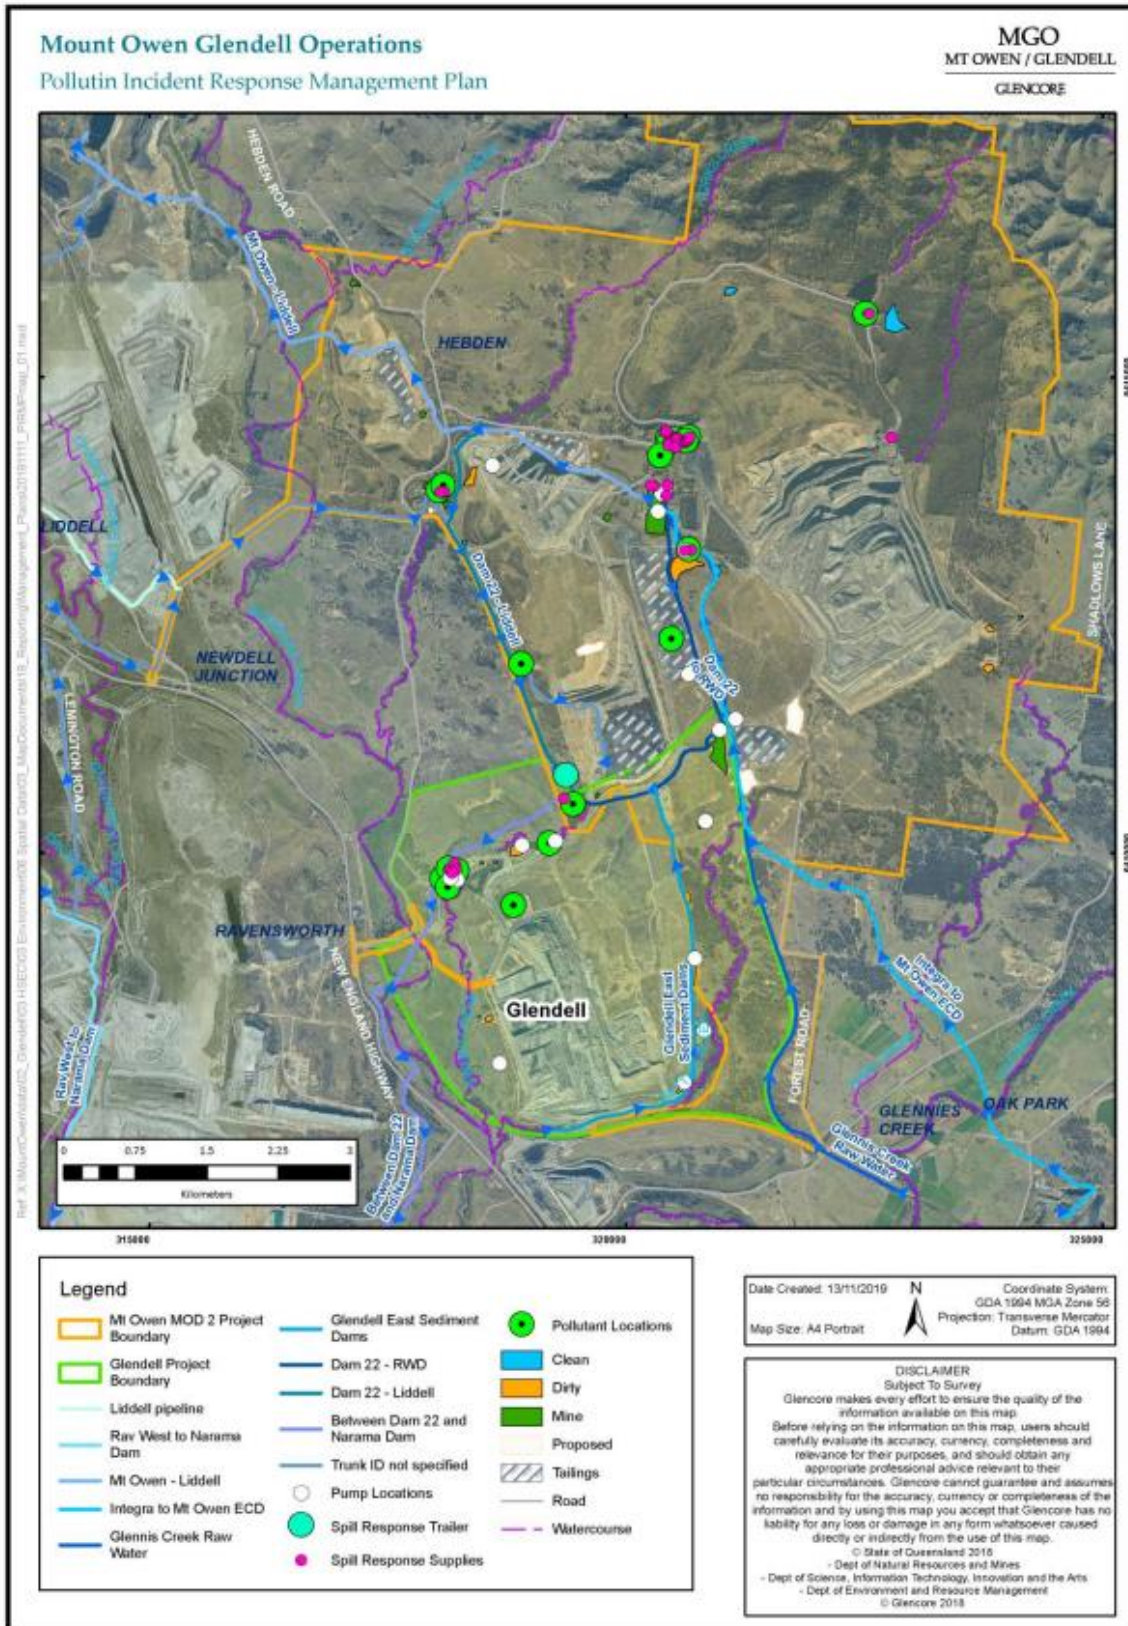 Mount Owen Glendell Operations
Pollutin Incident Response Management Plan
MGO
MT OWEN / GLENDELL
GLENCORE
HEBDEN ROAD
Mt Owen - Liddell
HEBDEN
LIDDELL
Dam 22 - Liddell
SHADLOWS LANE
NEWDELL
JUNCTION
Dam 22
to RWD
LEMINGTON ROAD
RAVENSWORTH
NEW ENGLAND HIGHWAY
Glendell
Glendell East
Sediment Dams
Integra to
Mt Owen ECD
FOREST ROAD
Rav West to
Narama Dam
GLENNIES
CREEK
OAK PARK
Glennis Creek
Raw Water
Between Dam 22
and Narama Dam
0 0.75 1.5 2.25 3
Kilometers
315000 320000 325000
Legend
Mt Owen MOD 2 Project
Boundary
Glendell Project
Boundary
Liddell pipeline
Rav West to Narama
Dam
Mt Owen - Liddell
Integra to Mt Owen ECD
Glennis Creek Raw
Water
Glendell East Sediment
Dams
Dam 22 - RWD
Dam 22 - Liddell
Between Dam 22 and
Narama Dam
Trunk ID not specified
Pump Locations
Spill Response Trailer
Spill Response Supplies
Pollutant Locations
Clean
Dirty
Mine
Proposed
Tailings
Road
Watercourse
Date Created: 13/11/2019
Map Size: A4 Portrait
N
Coordinate System:
GDA 1994 MGA Zone 56
Projection: Transverse Mercator
Datum: GDA 1994
DISCLAIMER
Subject To Survey
Glencore makes every effort to ensure the quality of the
information available on this map.
Before relying on the information on this map, users should
carefully evaluate its accuracy, currency, completeness and
relevance for their purposes, and should obtain any
appropriate professional advice relevant to their
particular circumstances. Glencore cannot guarantee and assumes
no responsibility for the accuracy, currency or completeness of the
information and by using this map you accept that Glencore has no
liability for any loss or damage in any form whatsoever caused
directly or indirectly from the use of this map.
© State of Queensland 2018
- Dept of Natural Resources and Mines
- Dept of Science, Information Technology, Innovation and the Arts
- Dept of Environment and Resource Management
© Glencore 2018